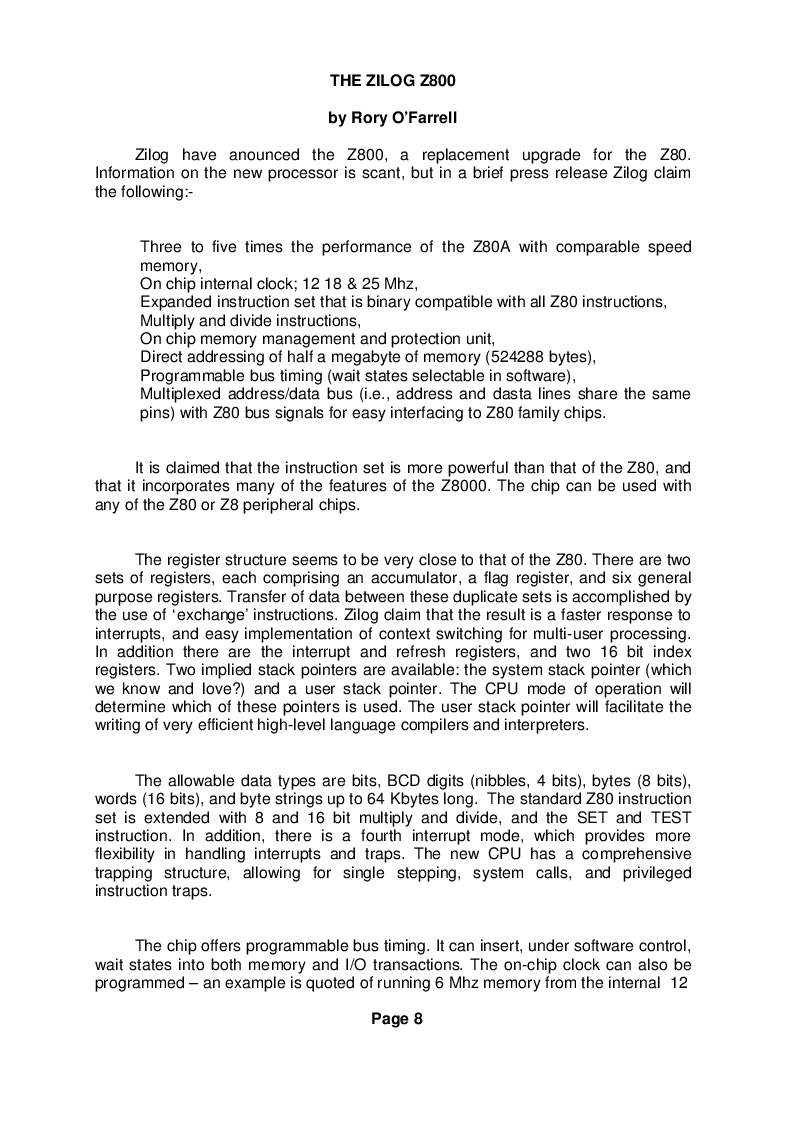 THE ZILOG Z800
by Rory O'Farrell
Zilog have anounced the Z800, a replacement upgrade for the Z80.
Information on the new processor is scant, but in a brief press release Zilog claim
the following:-
Three to five times the performance of the Z80A with comparable speed
memory,
On chip internal clock; 12 18 & 25 Mhz,
Expanded instruction set that is binary compatible with all Z80 instructions,
Multiply and divide instructions,
On chip memory management and protection unit,
Direct addressing of half a megabyte of memory (524288 bytes),
Programmable bus timing (wait states selectable in software),
Multiplexed address/data bus (i.e., address and dasta lines share the same
pins) with Z80 bus signals for easy interfacing to Z80 family chips.
It is claimed that the instruction set is more powerful than that of the Z80, and
that it incorporates many of the features of the Z8000. The chip can be used with
any of the Z80 or Z8 peripheral chips.
The register structure seems to be very close to that of the Z80. There are two
sets of registers, each comprising an accumulator, a flag register, and six general
purpose registers. Transfer of data between these duplicate sets is accomplished by
the use of ‘exchange’ instructions. Zilog claim that the result is a faster response to
interrupts, and easy implementation of context switching for multi-user processing.
In addition there are the interrupt and refresh registers, and two 16 bit index
registers. Two implied stack pointers are available: the system stack pointer (which
we know and love?) and a user stack pointer. The CPU mode of operation will
determine which of these pointers is used. The user stack pointer will facilitate the
writing of very efficient high-level language compilers and interpreters.
The allowable data types are bits, BCD digits (nibbles, 4 bits), bytes (8 bits),
words (16 bits), and byte strings up to 64 Kbytes long. The standard Z80 instruction
set is extended with 8 and 16 bit multiply and divide, and the SET and TEST
instruction. In addition, there is a fourth interrupt mode, which provides more
flexibility in handling interrupts and traps. The new CPU has a comprehensive
trapping structure, allowing for single stepping, system calls, and privileged
instruction traps.
The chip offers programmable bus timing. It can insert, under software control,
wait states into both memory and I/O transactions. The on-chip clock can also be
programmed – an example is quoted of running 6 Mhz memory from the internal 12
Page 8